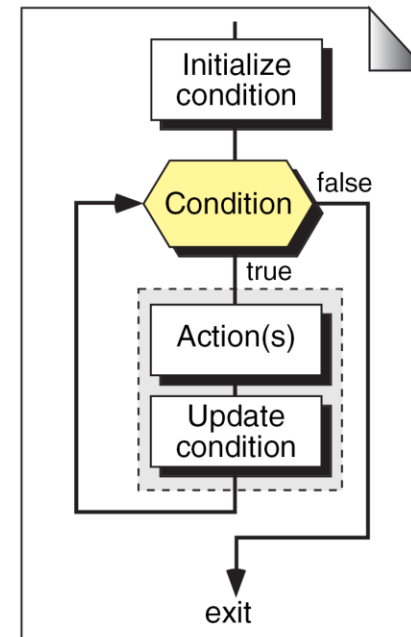 Initialize
condition
Condition
false
true
Action(s)
Update
condition
exit